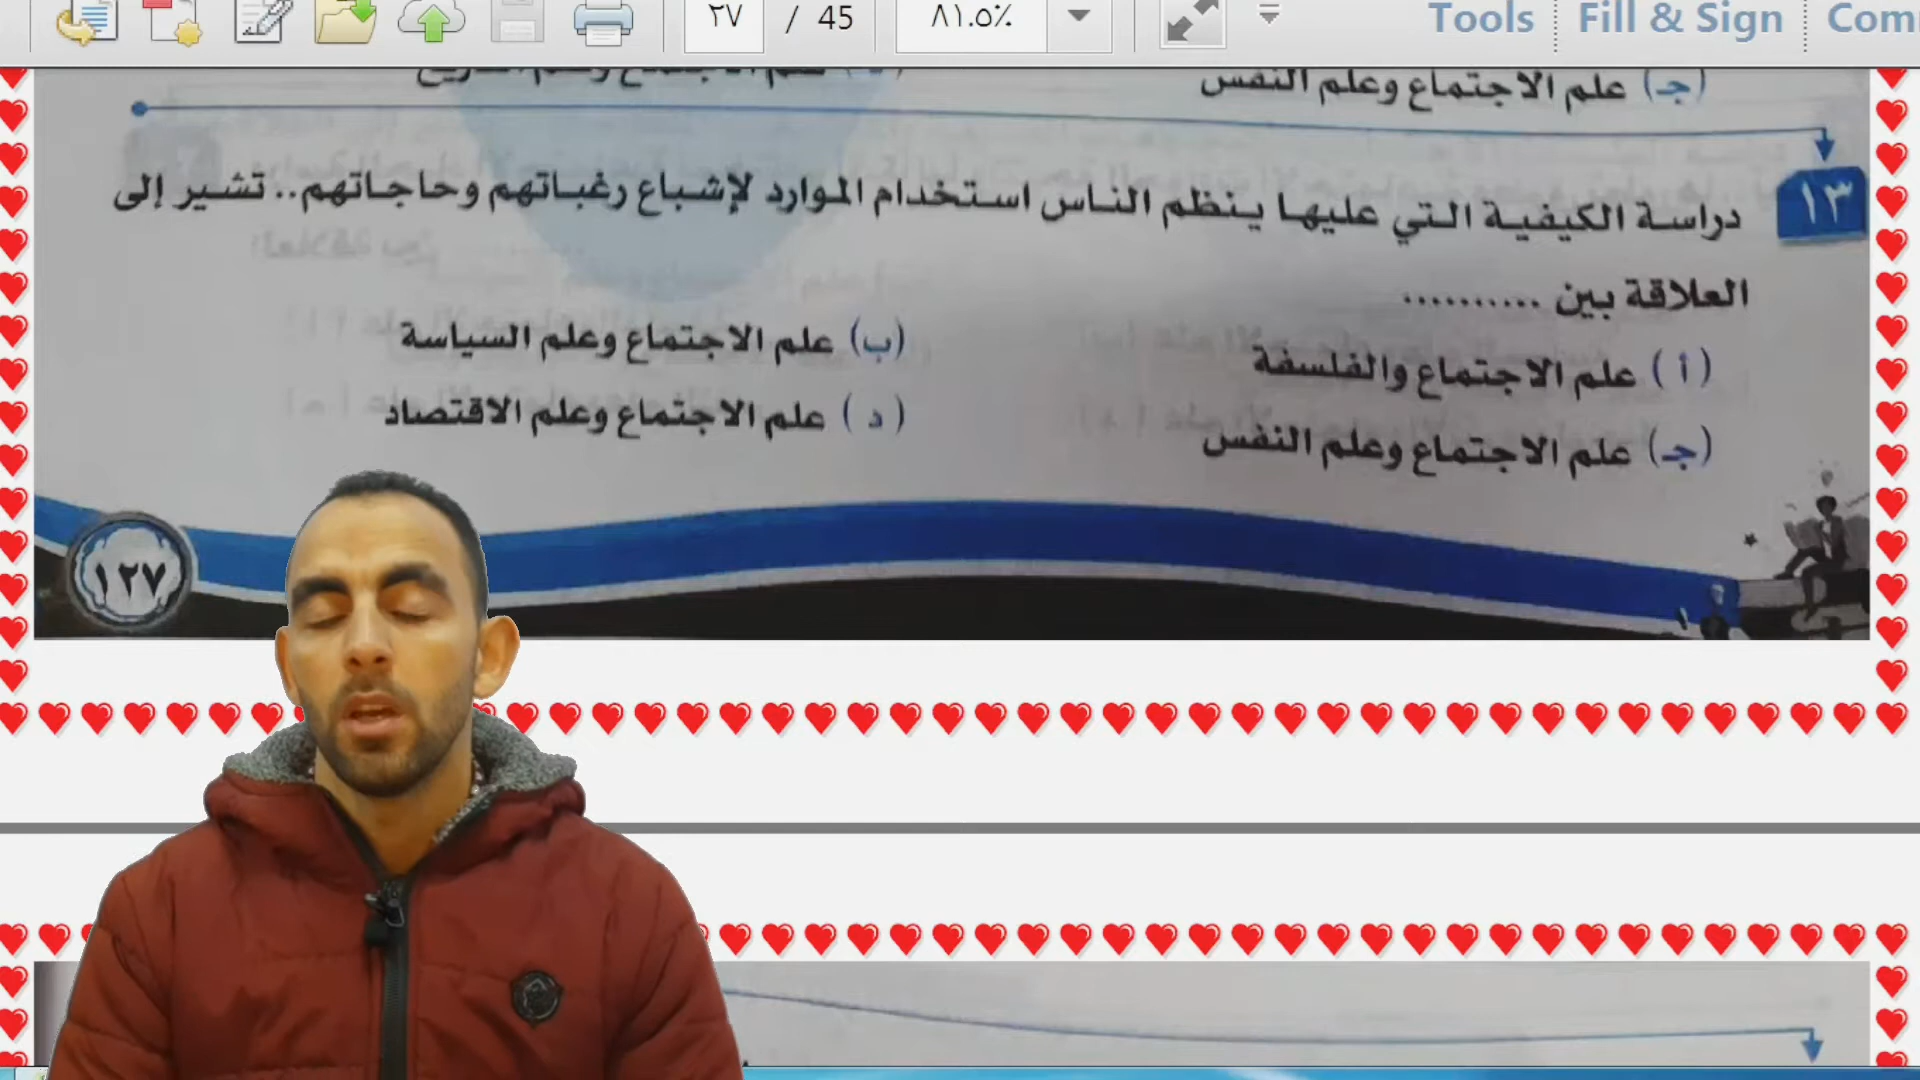 ٢٧ / 45
٨١.٥٪
Tools
Fill & Sign
Com
(جـ) علم الاجتماع وعلم النفس
١٣
دراسة الكيفية التي عليها ينظم الناس استخدام الموارد لإشباع رغباتهم وحاجاتهم.. تشير إلى
العلاقة بين ..........
(أ) علم الاجتماع والفلسفة
(ب) علم الاجتماع وعلم السياسة
(جـ) علم الاجتماع وعلم النفس
(د) علم الاجتماع وعلم الاقتصاد
١٢٧